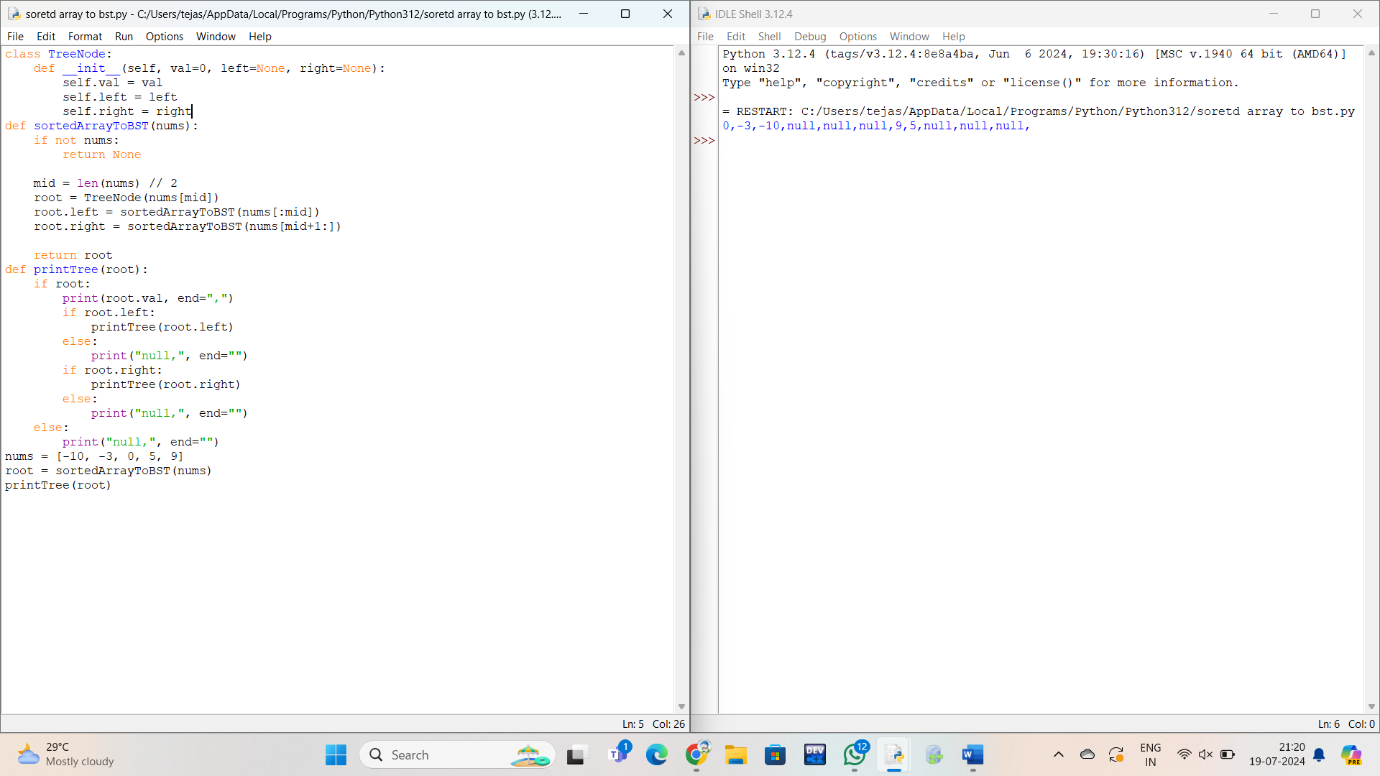 soretd array to bst.py - C:/Users/tejas/AppData/Local/Programs/Python/Python312/soretd array to bst.py (3.12....
File Edit Format Run Options Window Help
class TreeNode:
    def __init__(self, val=0, left=None, right=None):
        self.val = val
        self.left = left
        self.right = right
def sortedArrayToBST(nums):
    if not nums:
        return None

    mid = len(nums) // 2
    root = TreeNode(nums[mid])
    root.left = sortedArrayToBST(nums[:mid])
    root.right = sortedArrayToBST(nums[mid+1:])

    return root
def printTree(root):
    if root:
        print(root.val, end=",")
        if root.left:
            printTree(root.left)
        else:
            print("null,", end="")
        if root.right:
            printTree(root.right)
        else:
            print("null,", end="")
    else:
        print("null,", end="")
nums = [-10, -3, 0, 5, 9]
root = sortedArrayToBST(nums)
printTree(root)
Ln: 5 Col: 26
IDLE Shell 3.12.4
File Edit Shell Debug Options Window Help
Python 3.12.4 (tags/v3.12.4:8e8a4ba, Jun  6 2024, 19:30:16) [MSC v.1940 64 bit (AMD64)]
on win32
Type "help", "copyright", "credits" or "license()" for more information.
>>>
= RESTART: C:/Users/tejas/AppData/Local/Programs/Python/Python312/soretd array to bst.py
0,-3,-10,null,null,null,9,5,null,null,null,
>>>
Ln: 6 Col: 0
29°C
Mostly cloudy
Search
1
DEV
12
W
ENG
IN
21:20
19-07-2024
PRE